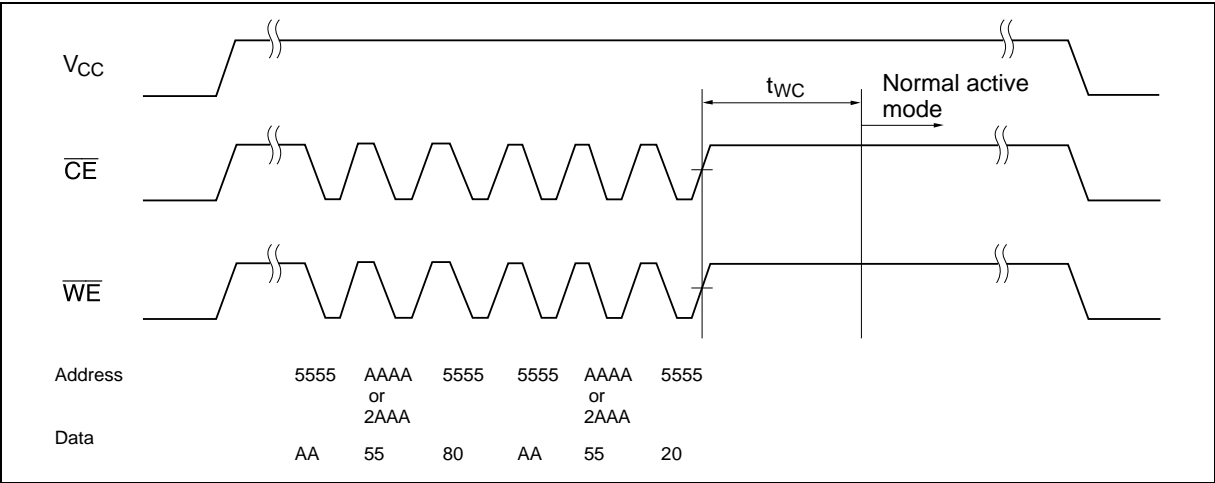 VCC
tWC
Normal active
mode
CE
WE
Address 5555 AAAA 5555 5555 AAAA 5555
or or
2AAA 2AAA
Data
AA 55 80 AA 55 20